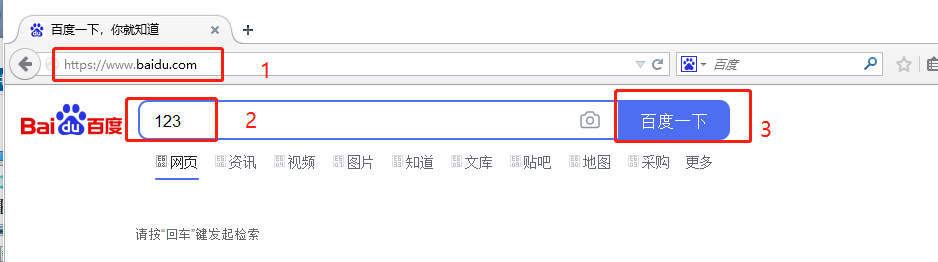 百度一下，你就知道
https://www.baidu.com
1
百度
Bai du 百度
123
2
百度一下
3
网页 资讯 视频 图片 知道 文库 贴吧 地图 采购 更多
请按“回车”键发起检索